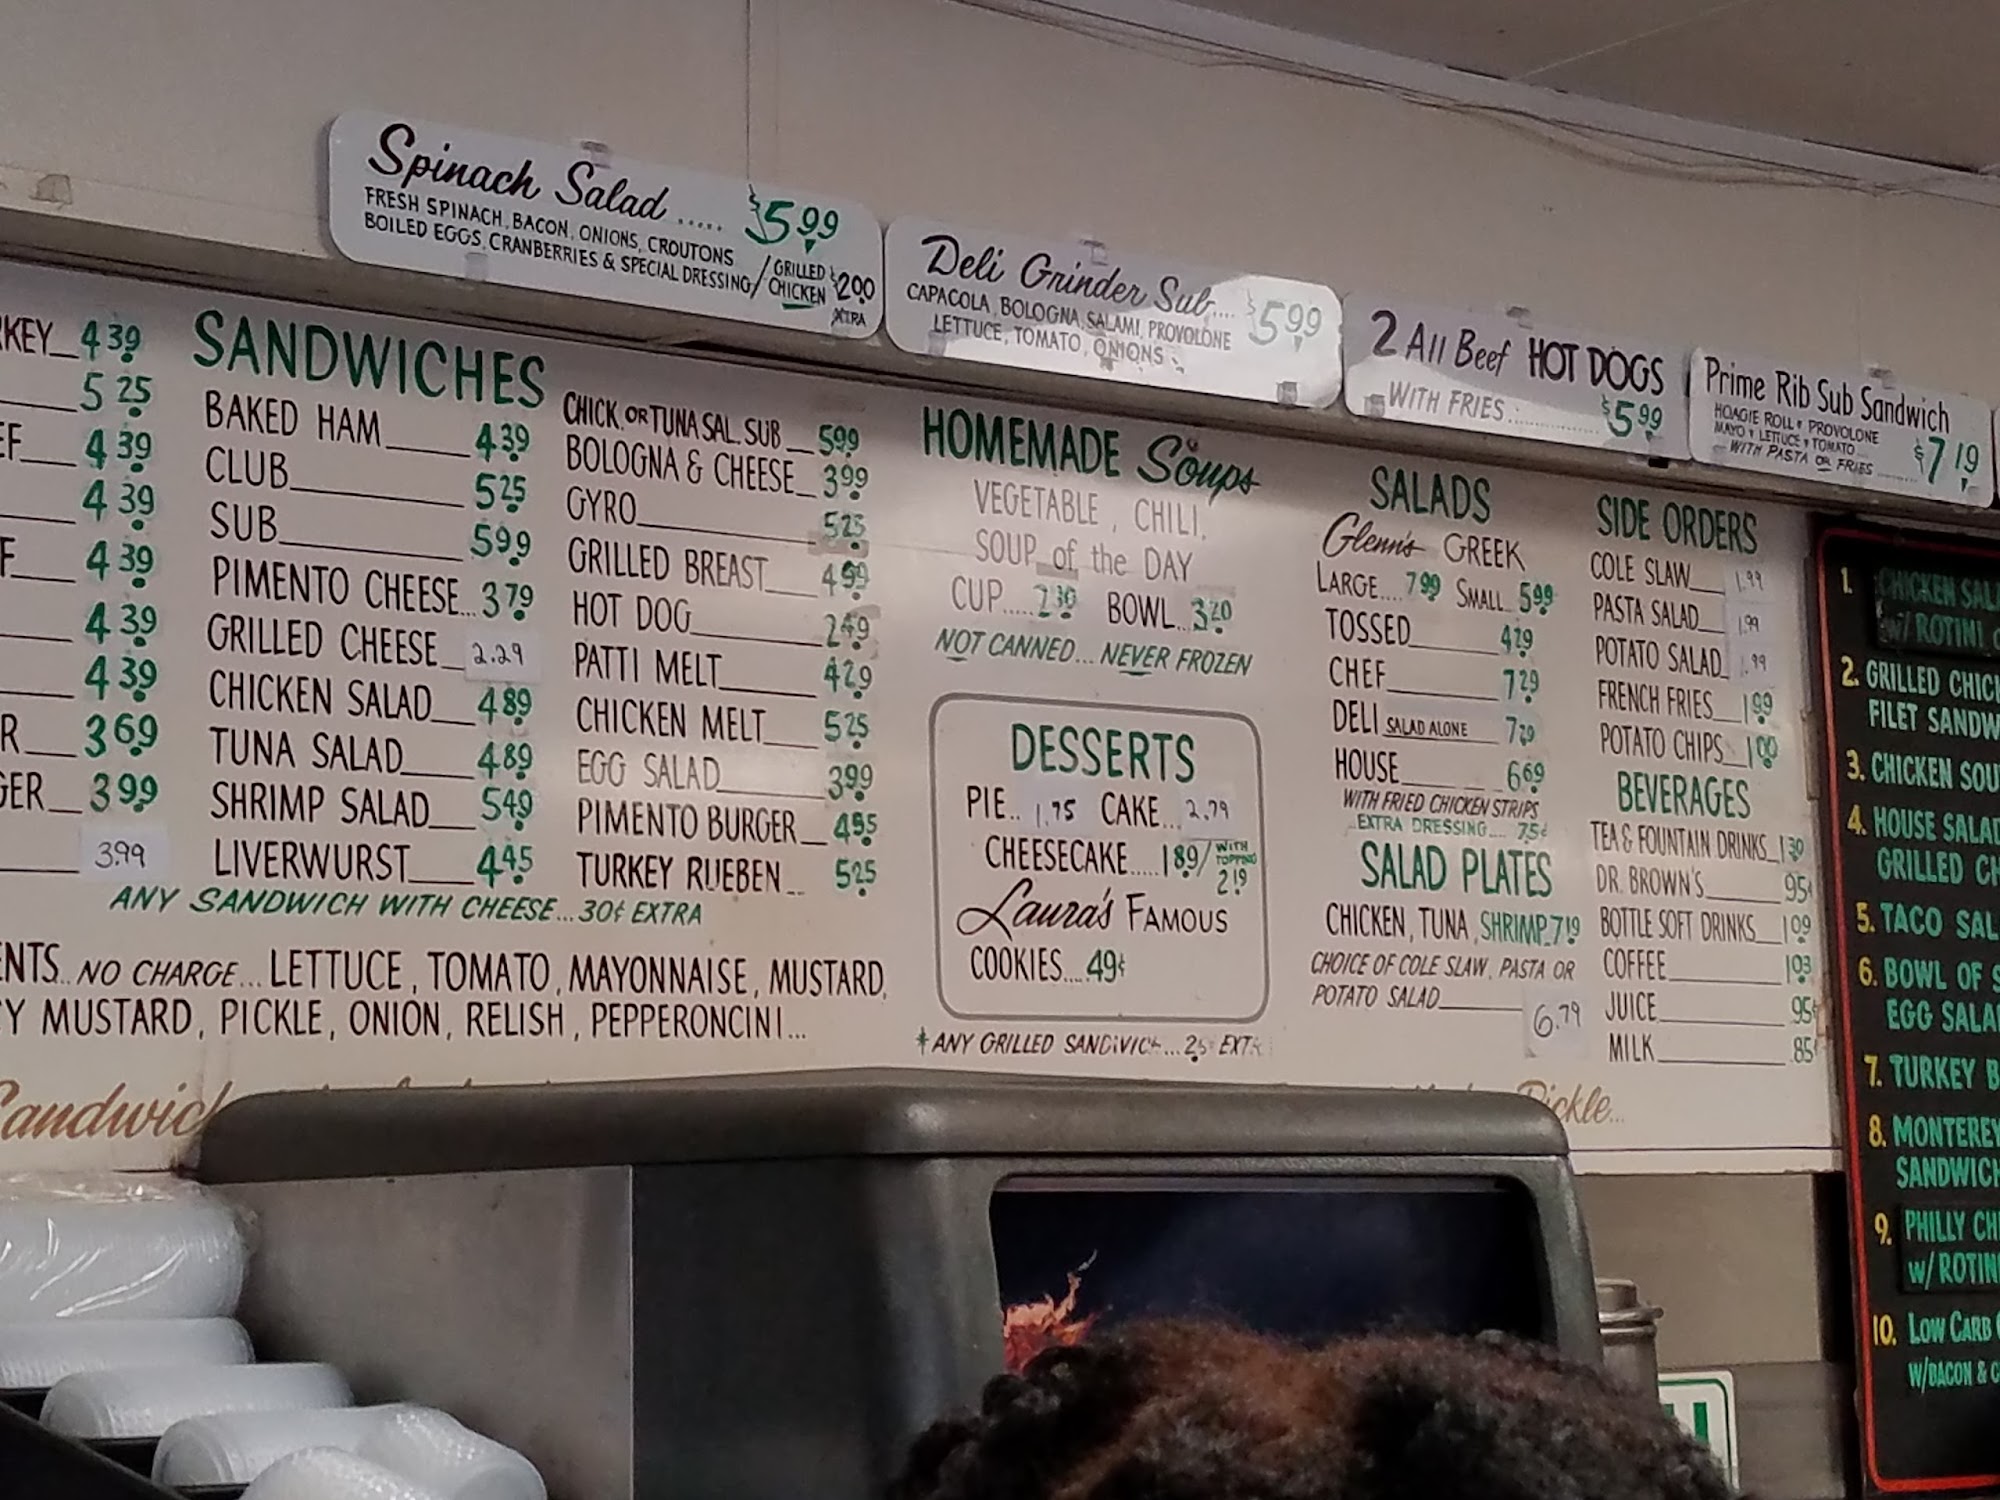 Spinach Salad ..... $5.99
FRESH SPINACH, BACON, ONIONS, CROUTONS
BOILED EGGS, CRANBERRIES & SPECIAL DRESSING / GRILLED CHICKEN $2.00 XTRA
Deli Grinder Sub.... $5.99
CAPACOLA, BOLOGNA, SALAMI, PROVOLONE
LETTUCE, TOMATO, ONIONS
2 All Beef HOT DOGS
WITH FRIES ............ $5.99
Prime Rib Sub Sandwich
HOAGIE ROLL PROVOLONE
MAYO LETTUCE TOMATO
WITH PASTA OR FRIES ........ $7.19
RKEY 4.39
5.25
EF 4.39
4.39
F 4.39
4.39
4.39
R 3.69
GER 3.99
3.99
SANDWICHES
BAKED HAM 4.39
CLUB 5.25
SUB 5.99
PIMENTO CHEESE... 3.79
GRILLED CHEESE 2.29
CHICKEN SALAD 4.89
TUNA SALAD 4.89
SHRIMP SALAD 5.49
LIVERWURST 4.45
CHICK. OR TUNA SAL. SUB 5.99
BOLOGNA & CHEESE 3.99
GYRO 5.25
GRILLED BREAST 4.99
HOT DOG 2.49
PATTI MELT 4.29
CHICKEN MELT 5.25
EGG SALAD 3.99
PIMENTO BURGER 4.95
TURKEY RUEBEN 5.25
ANY SANDWICH WITH CHEESE...30¢ EXTRA
ENTS...NO CHARGE...LETTUCE, TOMATO, MAYONNAISE, MUSTARD,
Y MUSTARD, PICKLE, ONION, RELISH, PEPPERONCINI...
HOMEMADE Soups
VEGETABLE, CHILI,
SOUP of the DAY
CUP..... 2.30 BOWL.. 3.20
NOT CANNED... NEVER FROZEN
DESSERTS
PIE.. 1.75 CAKE... 2.79
CHEESECAKE.....1.89/ WITH TOPPING 2.19
Laura's FAMOUS
COOKIES....49¢
*ANY GRILLED SANDWICH...25 EXTR
SALADS
Glenn's GREEK
LARGE.... 7.99 SMALL.. 5.99
TOSSED 4.29
CHEF 7.29
DELI SALAD ALONE 7.29
HOUSE 6.69
WITH FRIED CHICKEN STRIPS
EXTRA DRESSING.... 75¢
SALAD PLATES
CHICKEN, TUNA, SHRIMP 7.19
CHOICE OF COLE SLAW, PASTA OR
POTATO SALAD 6.79
SIDE ORDERS
COLE SLAW 1.99
PASTA SALAD 1.99
POTATO SALAD 1.99
FRENCH FRIES 1.99
POTATO CHIPS 1.00
BEVERAGES
TEA & FOUNTAIN DRINKS 1.30
DR. BROWN'S 95¢
BOTTLE SOFT DRINKS 1.09
COFFEE 1.03
JUICE 95¢
MILK 85¢
Sandwich
Pickle...
1. CHICKEN SALA
w/ ROTINI
2. GRILLED CHICK
FILET SANDW
3. CHICKEN SOU
4. HOUSE SALAD
GRILLED CH
5. TACO SAL
6. BOWL OF S
EGG SALA
7. TURKEY B
8. MONTEREY
SANDWICH
9. PHILLY CH
w/ ROTIN
10. LOW CARB
W/BACON & C